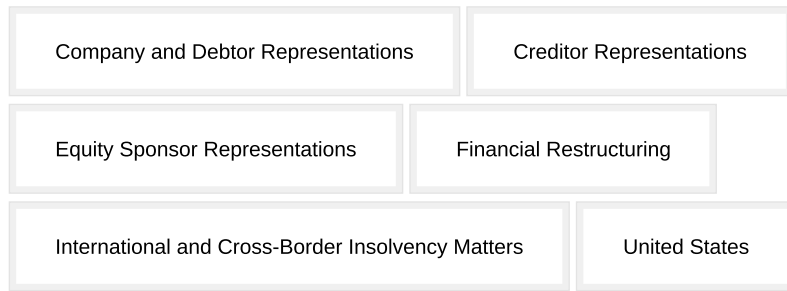 Company and Debtor Representations
Creditor Representations
Equity Sponsor Representations
Financial Restructuring
International and Cross-Border Insolvency Matters
United States